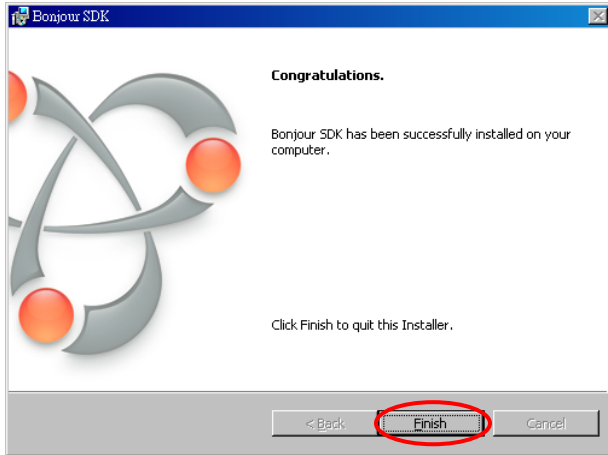 Bonjour SDK
Congratulations.
Bonjour SDK has been successfully installed on your
computer.
Click Finish to quit this Installer.
< Back
Finish
Cancel